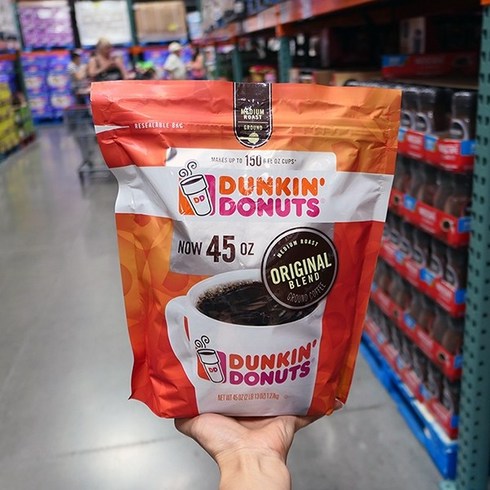 MEDIUM
ROAST
GROUND
RESEALABLE BAG
MAKES UP TO 150 6 FL OZ CUPS*
DUNKIN'
DONUTS
DD
NOW 45 OZ
MEDIUM ROAST
ORIGINAL
BLEND
GROUND COFFEE
DUNKIN'
DONUTS
NET WT 45 OZ (2 LB 13 OZ) 1.27kg